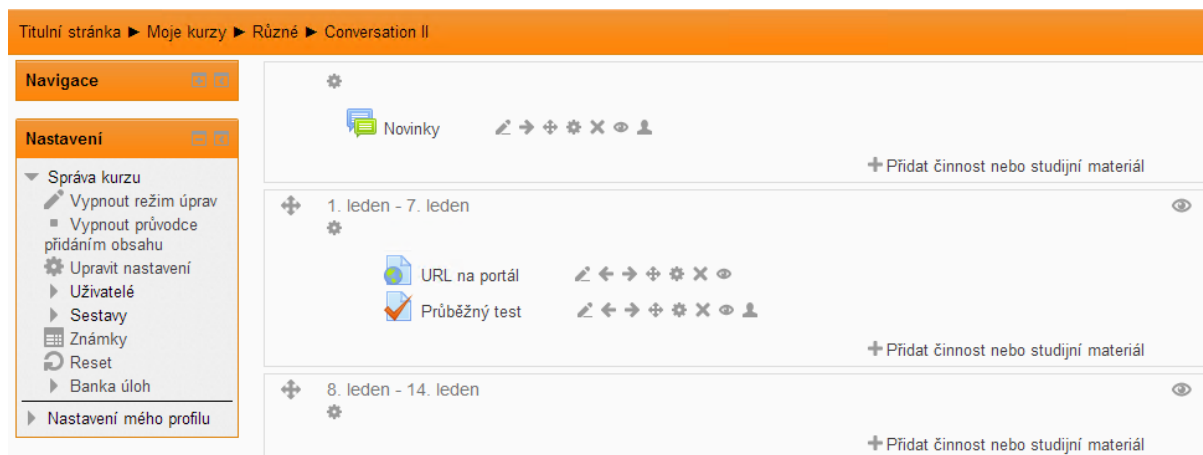 Titulní stránka ► Moje kurzy ► Různé ► Conversation II
Navigace
Nastavení
Správa kurzu
Vypnout režim úprav
Vypnout průvodce
přidáním obsahu
Upravit nastavení
Uživatelé
Sestavy
Známky
Reset
Banka úloh
Nastavení mého profilu
Novinky
Přidat činnost nebo studijní materiál
1. leden - 7. leden
URL na portál
Průběžný test
Přidat činnost nebo studijní materiál
8. leden - 14. leden
Přidat činnost nebo studijní materiál